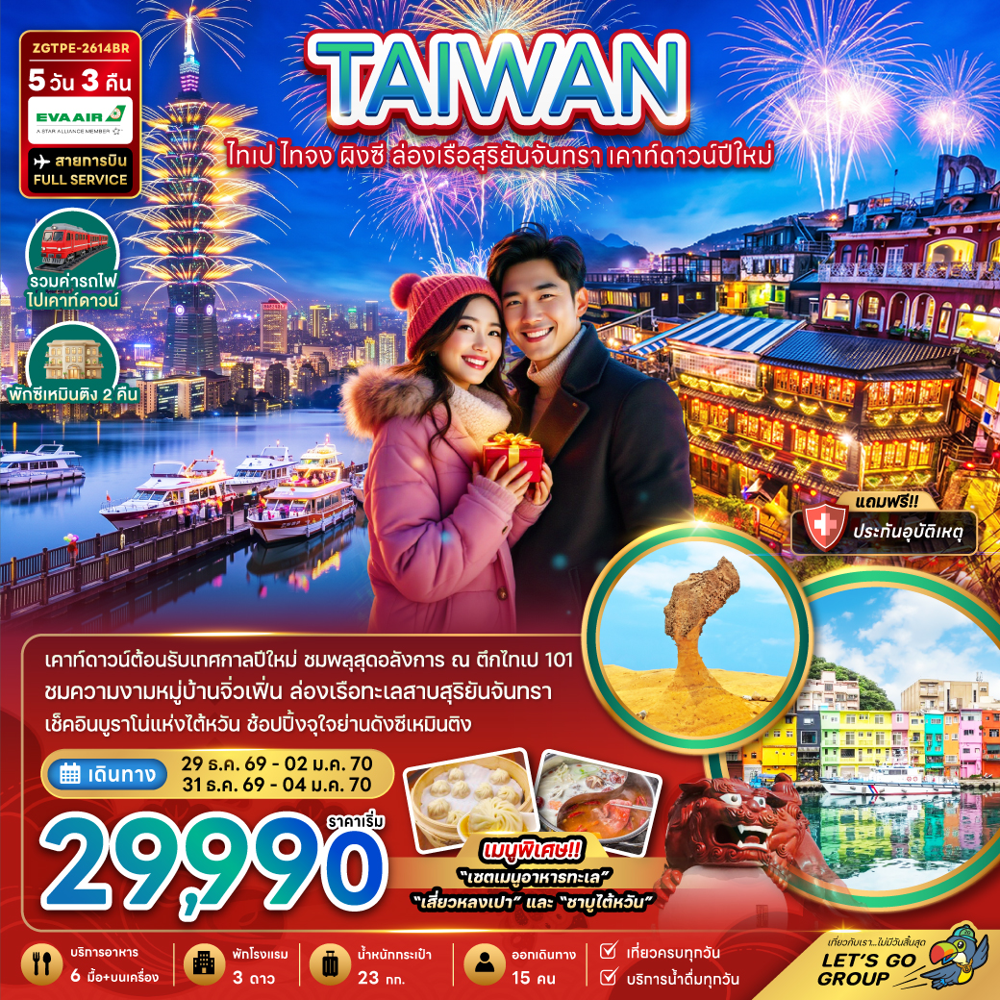 ZGTPE-2614BR
5 วัน 3 คืน
EVA AIR
A STAR ALLIANCE MEMBER
สายการบิน
FULL SERVICE
TAIWAN
ไทเป ไทจง ผิงซี ล่องเรือสุริยันจันทรา เคาท์ดาวน์ปีใหม่
รวมค่ารถไฟ
ไปเคาท์ดาวน์
พักซีเหมินติง 2 คืน
แถมฟรี!!
ประกันอุบัติเหตุ
เคาท์ดาวน์ต้อนรับเทศกาลปีใหม่ ชมพลุสุดอลังการ ณ ตึกไทเป 101
ชมความงามหมู่บ้านจิ่วเฟิ่น ล่องเรือทะเลสาบสุริยันจันทรา
เช็คอินบูราโน่แห่งไต้หวัน ช้อปปิ้งจุใจย่านดังซีเหมินติง
เดินทาง
29 ธ.ค. 69 - 02 ม.ค. 70
31 ธ.ค. 69 - 04 ม.ค. 70
ราคาเริ่ม
29,990
เมนูพิเศษ!!
"เซตเมนูอาหารทะเล"
"เสี่ยวหลงเปา" และ "ชาบูไต้หวัน"
บริการอาหาร
6 มื้อ+บนเครื่อง
พักโรงแรม
3 ดาว
น้ำหนักกระเป๋า
23 กก.
ออกเดินทาง
15 คน
เที่ยวครบทุกวัน
บริการน้ำดื่มทุกวัน
เที่ยวกับเรา...ไม่มีวันสิ้นสุด
LET'S GO
GROUP